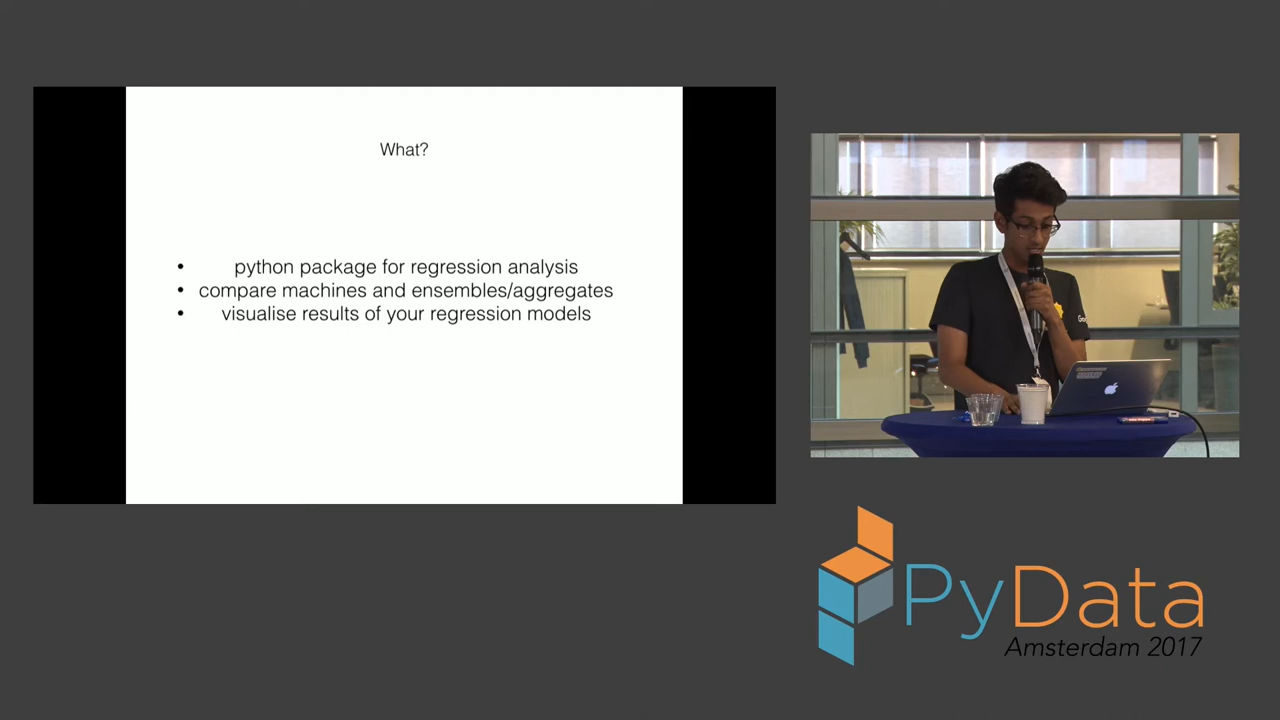 What?
• python package for regression analysis
• compare machines and ensembles/aggregates
• visualise results of your regression models
PyData
Amsterdam 2017